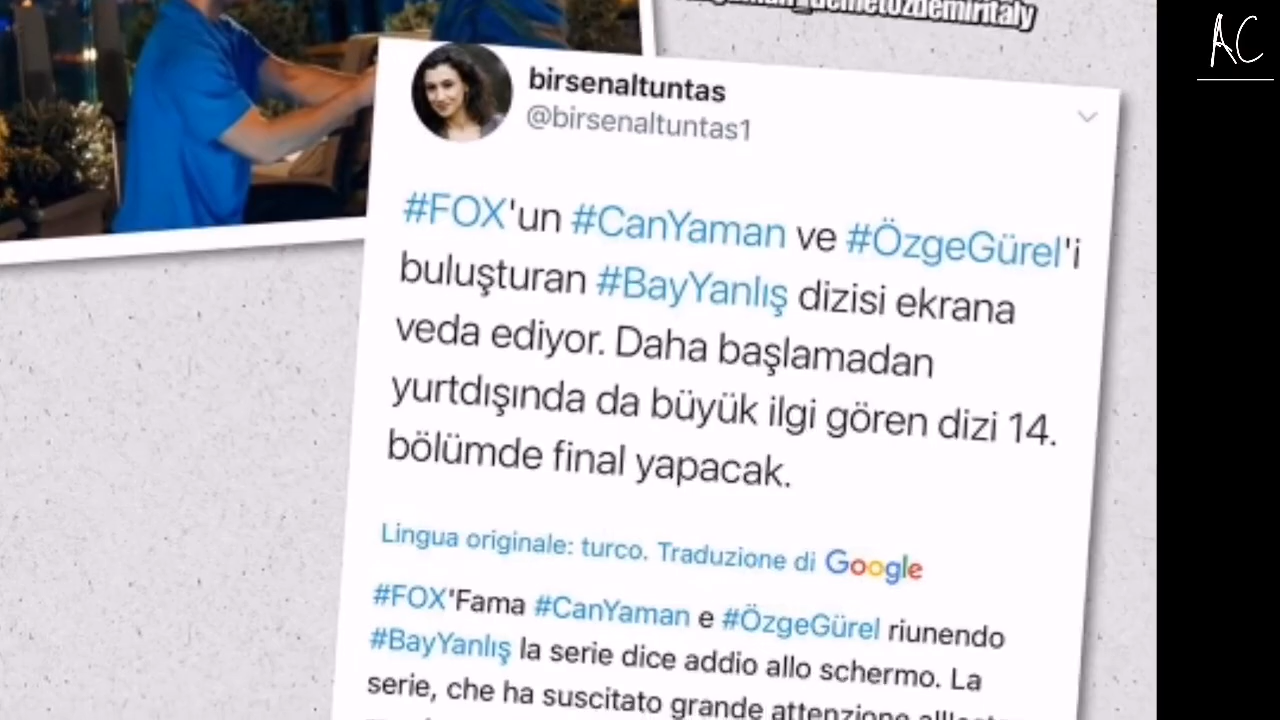 AC
birsenaltuntas
@birsenaltuntas1
#FOX'un #CanYaman ve #ÖzgeGürel'i
buluşturan #BayYanlış dizisi ekrana
veda ediyor. Daha başlamadan
yurtdışında da büyük ilgi gören dizi 14.
bölümde final yapacak.
Lingua originale: turco. Traduzione di Google
#FOX'Fama #CanYaman e #ÖzgeGürel riunendo
#BayYanlış la serie dice addio allo schermo. La
serie, che ha suscitato grande attenzione